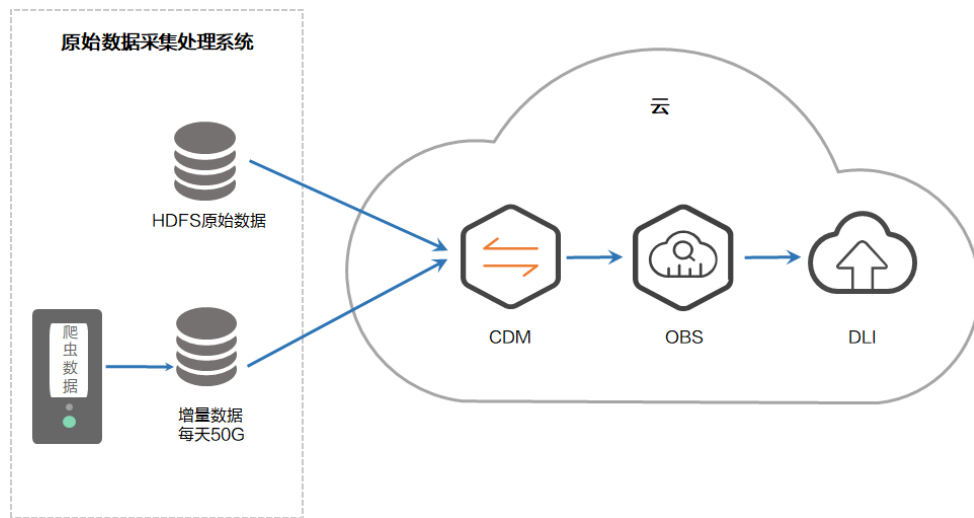 原始数据采集处理系统
云
HDFS原始数据
爬虫数据
增量数据
每天50G
CDM
OBS
DLI